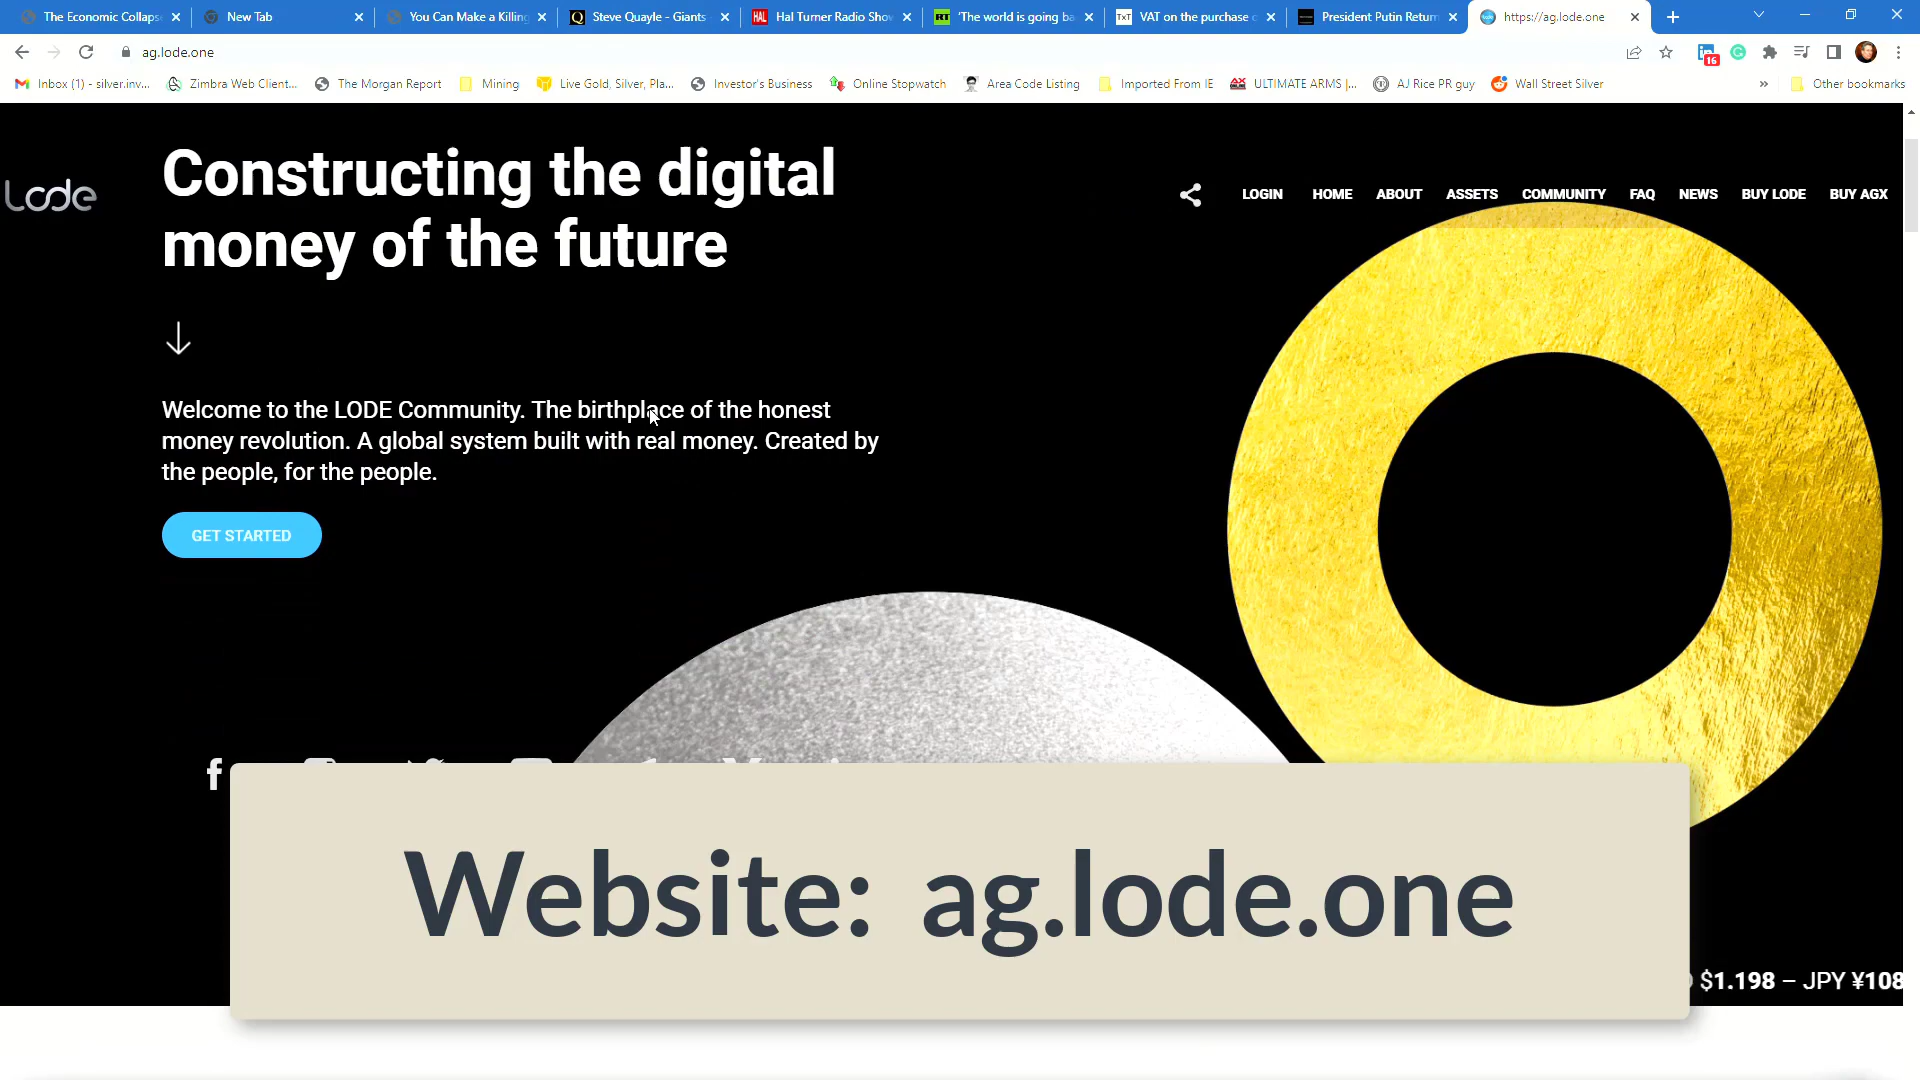 The Economic Collaps
New Tab
You Can Make a Killing
Steve Quayle - Giants
HAL
Hal Turner Radio Show
RT
'The world is going ba
TxT
VAT on the purchase o
President Putin Return
https://ag.lode.one
ag.lode.one
16
Inbox (1) - silver.inv...
Zimbra Web Client...
The Morgan Report
Mining
Live Gold, Silver, Pla...
Investor's Business
Online Stopwatch
Area Code Listing
Imported From IE
ULTIMATE ARMS |...
AJ Rice PR guy
Wall Street Silver
»
Other bookmarks
Lode
Constructing the digital
money of the future
LOGIN HOME ABOUT ASSETS COMMUNITY FAQ NEWS BUY LODE BUY AGX
Welcome to the LODE Community. The birthplace of the honest
money revolution. A global system built with real money. Created by
the people, for the people.
GET STARTED
Website: ag.lode.one
$1.198 – JPY ¥108